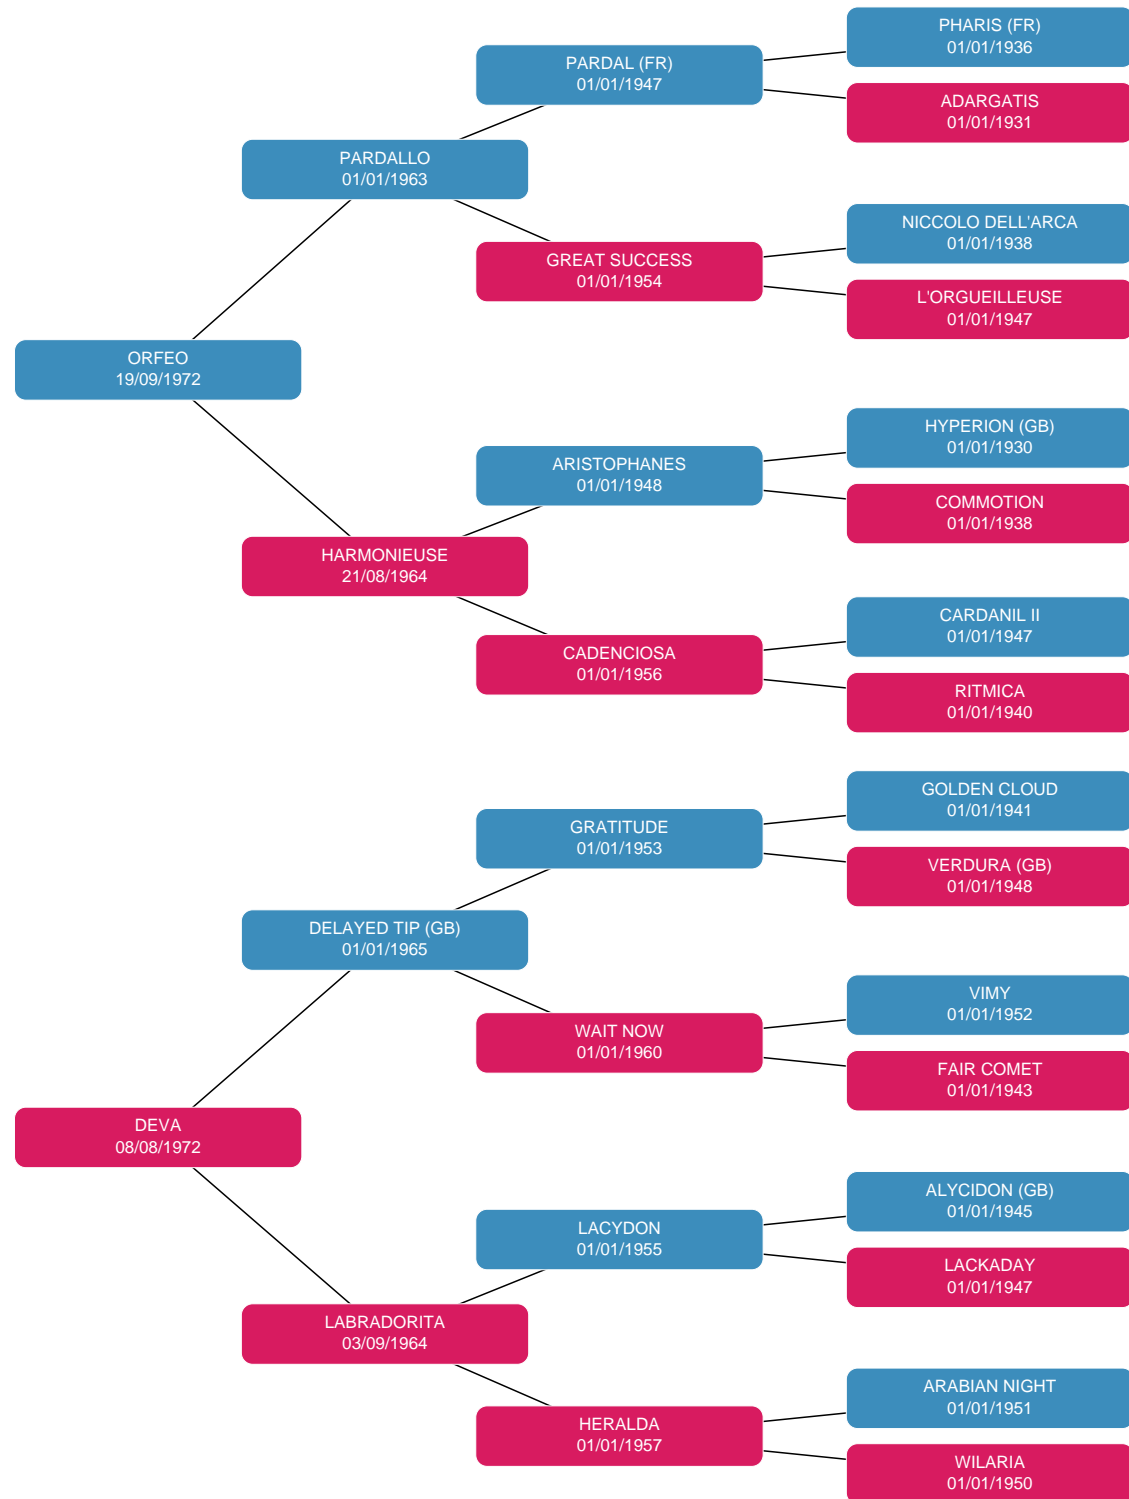 PHARIS (FR)
01/01/1936
PARDAL (FR)
01/01/1947
ADARGATIS
01/01/1931
PARDALLO
01/01/1963
NICCOLO DELL'ARCA
01/01/1938
GREAT SUCCESS
01/01/1954
L'ORGUEILLEUSE
01/01/1947
ORFEO
19/09/1972
HYPERION (GB)
01/01/1930
ARISTOPHANES
01/01/1948
COMMOTION
01/01/1938
HARMONIEUSE
21/08/1964
CARDANIL II
01/01/1947
CADENCIOSA
01/01/1956
RITMICA
01/01/1940
GOLDEN CLOUD
01/01/1941
GRATITUDE
01/01/1953
VERDURA (GB)
01/01/1948
DELAYED TIP (GB)
01/01/1965
VIMY
01/01/1952
WAIT NOW
01/01/1960
FAIR COMET
01/01/1943
DEVA
08/08/1972
ALYCIDON (GB)
01/01/1945
LACYDON
01/01/1955
LACKADAY
01/01/1947
LABRADORITA
03/09/1964
ARABIAN NIGHT
01/01/1951
HERALDA
01/01/1957
WILARIA
01/01/1950